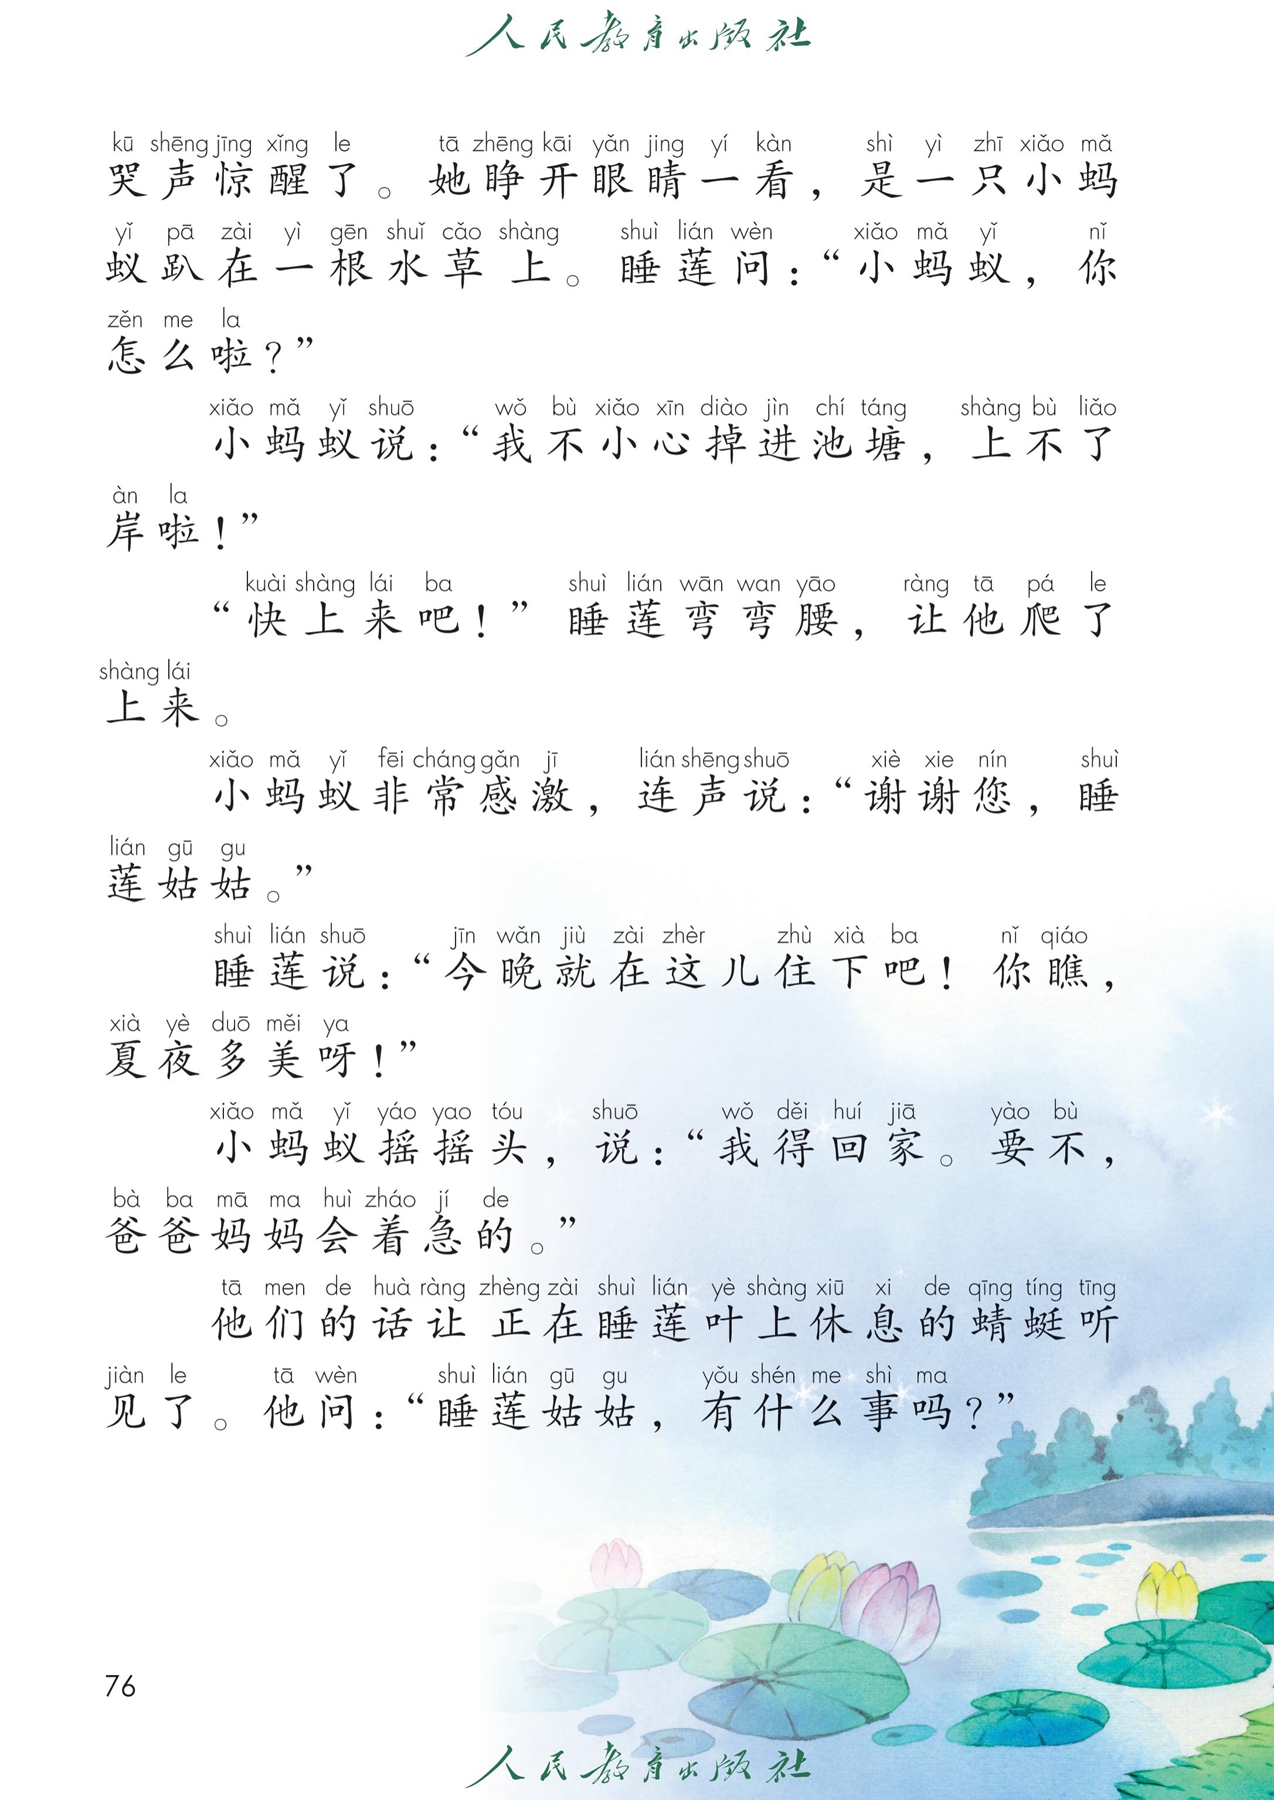 人民教育出版社
kū shēng jīng xǐng le tā zhēng kāi yǎn jing yí kàn shì yì zhī xiǎo mǎ
哭声惊醒了。她睁开眼睛一看，是一只小蚂
yǐ pā zài yì gēn shuǐ cǎo shàng shuì lián wèn xiǎo mǎ yǐ nǐ
蚁趴在一根水草上。睡莲问：“小蚂蚁，你
zěn me la
怎么啦？”
xiǎo mǎ yǐ shuō wǒ bù xiǎo xīn diào jìn chí táng shàng bù liǎo
小蚂蚁说：“我不小心掉进池塘，上不了
àn la
岸啦！”
kuài shàng lái ba shuì lián wān wan yāo ràng tā pá le
“快上来吧！”睡莲弯弯腰，让他爬了
shàng lái
上来。
xiǎo mǎ yǐ fēi cháng gǎn jī lián shēng shuō xiè xie nín shuì
小蚂蚁非常感激，连声说：“谢谢您，睡
lián gū gu
莲姑姑。”
shuì lián shuō jīn wǎn jiù zài zhèr zhù xià ba nǐ qiáo
睡莲说：“今晚就在这儿住下吧！你瞧，
xià yè duō měi ya
夏夜多美呀！”
xiǎo mǎ yǐ yáo yao tóu shuō wǒ děi huí jiā yào bù
小蚂蚁摇摇头，说：“我得回家。要不，
bà ba mā ma huì zháo jí de
爸爸妈妈会着急的。”
tā men de huà ràng zhèng zài shuì lián yè shàng xiū xi de qīng tíng tīng
他们的话让正在睡莲叶上休息的蜻蜓听
jiàn le tā wèn shuì lián gū gu yǒu shén me shì ma
见了。他问：“睡莲姑姑，有什么事吗？”
76
人民教育出版社